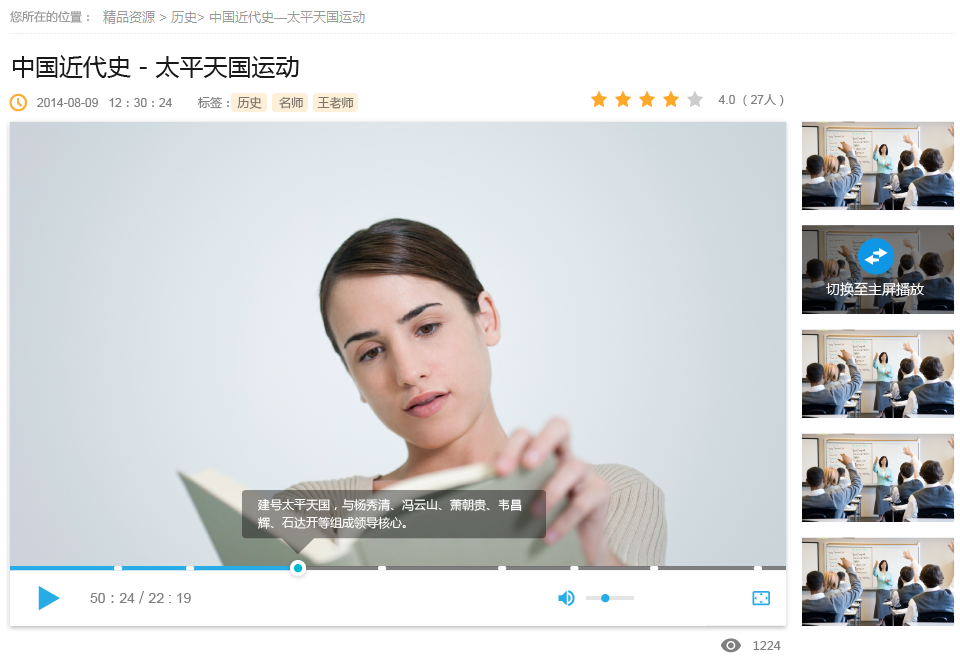 您所在的位置： 精品资源 > 历史> 中国近代史—太平天国运动
中国近代史 - 太平天国运动
2014-08-09 12：30：24 标签： 历史 名师 王老师
4.0 （ 27人 ）
切换至主屏播放
建号太平天国，与杨秀清、冯云山、萧朝贵、韦昌
辉、石达开等组成领导核心。
50：24 / 22：19
1224